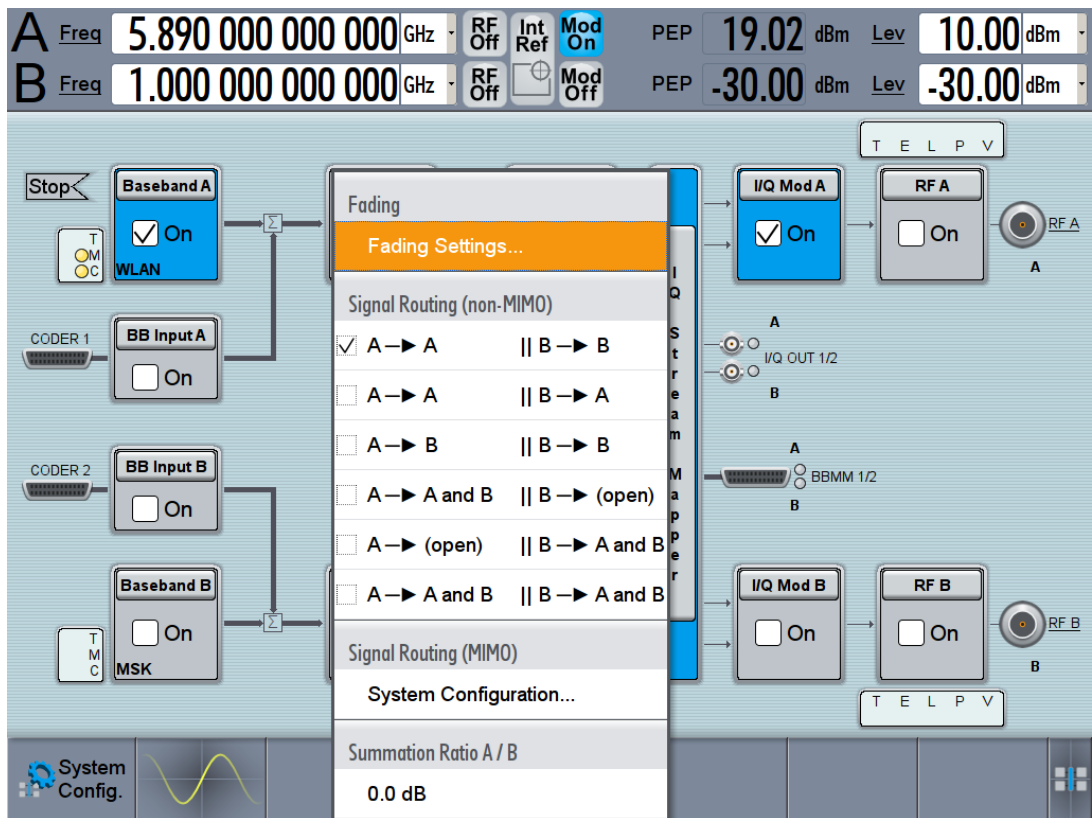 A Freq 5.890 000 000 000 GHz RF Off Int Ref Mod On PEP 19.02 dBm Lev 10.00 dBm
B Freq 1.000 000 000 000 GHz RF Off Mod Off PEP -30.00 dBm Lev -30.00 dBm
T E L P V
Stop
Baseband A
On
T
M
C
WLAN
Σ
CODER 1
BB Input A
On
CODER 2
BB Input B
On
Baseband B
On
T
M
C
MSK
Σ
Fading
Fading Settings...
Signal Routing (non-MIMO)
A → A || B → B
A → A || B → A
A → B || B → B
A → A and B || B → (open)
A → (open) || B → A and B
A → A and B || B → A and B
Signal Routing (MIMO)
System Configuration...
Summation Ratio A / B
0.0 dB
IQ Stream Mapper
I/Q Mod A
On
RF A
On
RF A
A
A
I/Q OUT 1/2
B
A
BBMM 1/2
B
I/Q Mod B
On
RF B
On
RF B
B
T E L P V
System
Config.